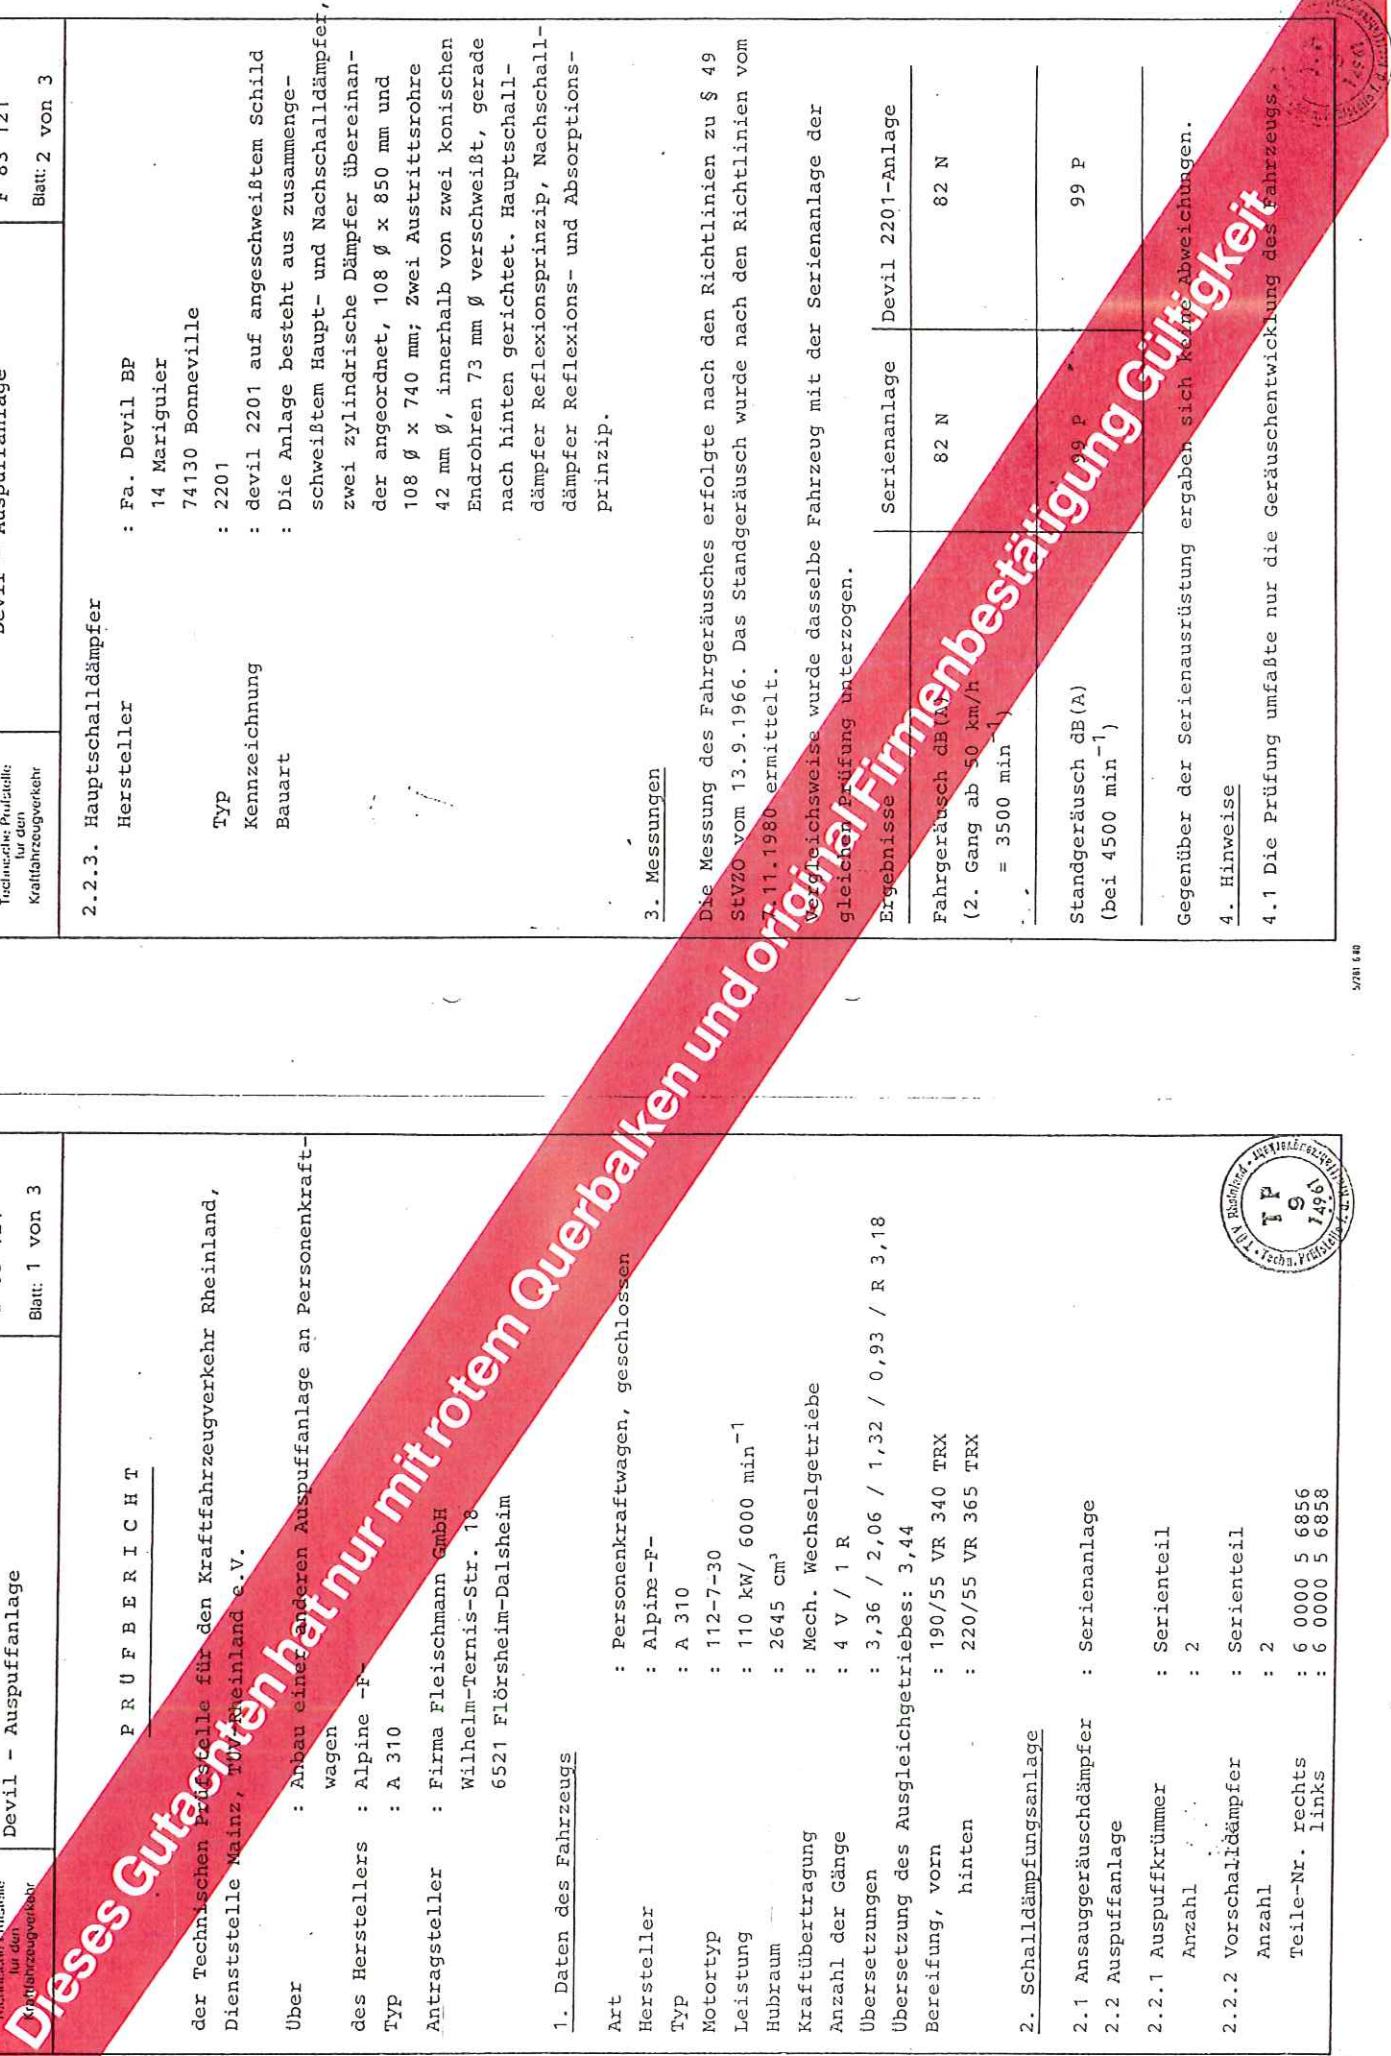 Devil - Auspuffanlage
für den
Kraftfahrzeugverkehr
Blatt: 1 von 3
P R Ü F B E R I C H T
der Technischen Prüfstelle für den Kraftfahrzeugverkehr Rheinland,
Dienststelle Mainz, TÜV-Rheinland e.V.
Über : Anbau einer anderen Auspuffanlage an Personenkraft-
wagen
des Herstellers : Alpine -F-
Typ : A 310
Antragsteller : Firma Fleischmann GmbH
Wilhelm-Ternis-Str. 18
6521 Flörsheim-Dalsheim
1. Daten des Fahrzeugs
Art : Personenkraftwagen, geschlossen
Hersteller : Alpine-F-
Typ : A 310
Motortyp : 112-7-30
Leistung : 110 kW/ 6000 min⁻¹
Hubraum : 2645 cm³
Kraftübertragung : Mech. Wechselgetriebe
Anzahl der Gänge : 4 V / 1 R
Übersetzungen : 3,36 / 2,06 / 1,32 / 0,93 / R 3,18
Übersetzung des Ausgleichgetriebes: 3,44
Bereifung, vorn : 190/55 VR 340 TRX
hinten : 220/55 VR 365 TRX
2. Schalldämpfungsanlage
2.1 Ansauggeräuschdämpfer : Serienanlage
2.2 Auspuffanlage
2.2.1 Auspuffkrümmer : Serienteil
Anzahl : 2
2.2.2 Vorschalldämpfer : Serienteil
Anzahl : 2
Teile-Nr. rechts : 6 0000 5 6856
links : 6 0000 5 6858
TÜV Rheinland
Techn. Prüfstelle f. d. Kraftfahrzeugverkehr
T P
9
Technische Prüfstelle
für den
Kraftfahrzeugverkehr
Devil - Auspuffanlage
F 83 121
Blatt: 2 von 3
2.2.3. Hauptschalldämpfer
Hersteller : Fa. Devil BP
14 Mariguier
74130 Bonneville
Typ : 2201
Kennzeichnung : devil 2201 auf angeschweißtem Schild
Bauart : Die Anlage besteht aus zusammenge-
schweißtem Haupt- und Nachschalldämpfer,
zwei zylindrische Dämpfer übereinan-
der angeordnet, 108 Ø x 850 mm und
108 Ø x 740 mm; Zwei Austrittsrohre
42 mm Ø, innerhalb von zwei konischen
Endrohren 73 mm Ø verschweißt, gerade
nach hinten gerichtet. Hauptschall-
dämpfer Reflexionsprinzip, Nachschall-
dämpfer Reflexions- und Absorptions-
prinzip.
3. Messungen
Die Messung des Fahrgeräusches erfolgte nach den Richtlinien zu § 49
StVZO vom 13.9.1966. Das Standgeräusch wurde nach den Richtlinien vom
7.11.1980 ermittelt.
Vergleichsweise wurde dasselbe Fahrzeug mit der Serienanlage der
gleichen Prüfung unterzogen.
Ergebnisse Serienanlage Devil 2201-Anlage
Fahrgeräusch dB(A) 82 N 82 N
(2. Gang ab 50 km/h
= 3500 min⁻¹)
Standgeräusch dB(A) 99 P 99 P
(bei 4500 min⁻¹)
Gegenüber der Serienausrüstung ergaben sich keine Abweichungen.
4. Hinweise
4.1 Die Prüfung umfaßte nur die Geräuschentwicklung des Fahrzeugs.
5/281 6 80
Dieses Gutachten hat nur mit rotem Querbalken und original Firmenbestätigung Gültigkeit